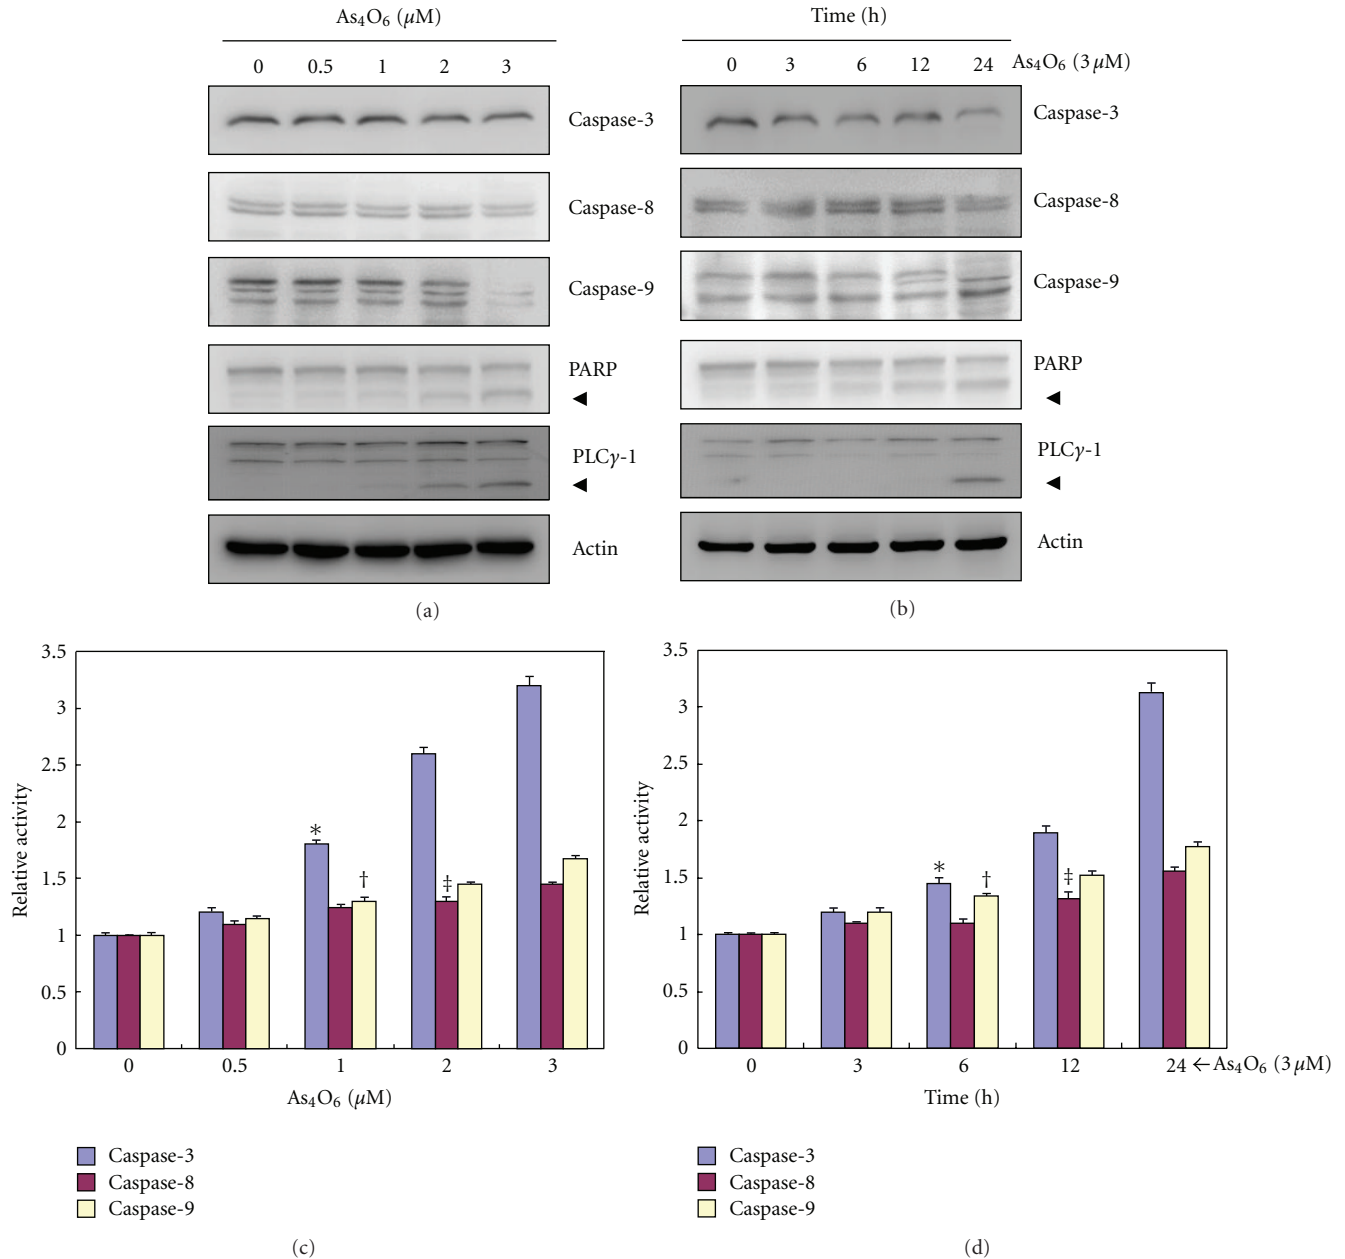 As₄O₆ (μM)
0 0.5 1 2 3
Caspase-3
Caspase-8
Caspase-9
PARP
PLCγ-1
Actin
(a)
Time (h)
0 3 6 12 24 As₄O₆ (3 μM)
Caspase-3
Caspase-8
Caspase-9
PARP
PLCγ-1
Actin
(b)
3.5
3
2.5
2
1.5
1
0.5
0
Relative activity
*
†
‡
0 0.5 1 2 3
As₄O₆ (μM)
Caspase-3
Caspase-8
Caspase-9
(c)
3.5
3
2.5
2
1.5
1
0.5
0
Relative activity
*
†
‡
0 3 6 12 24 ←As₄O₆ (3 μM)
Time (h)
Caspase-3
Caspase-8
Caspase-9
(d)